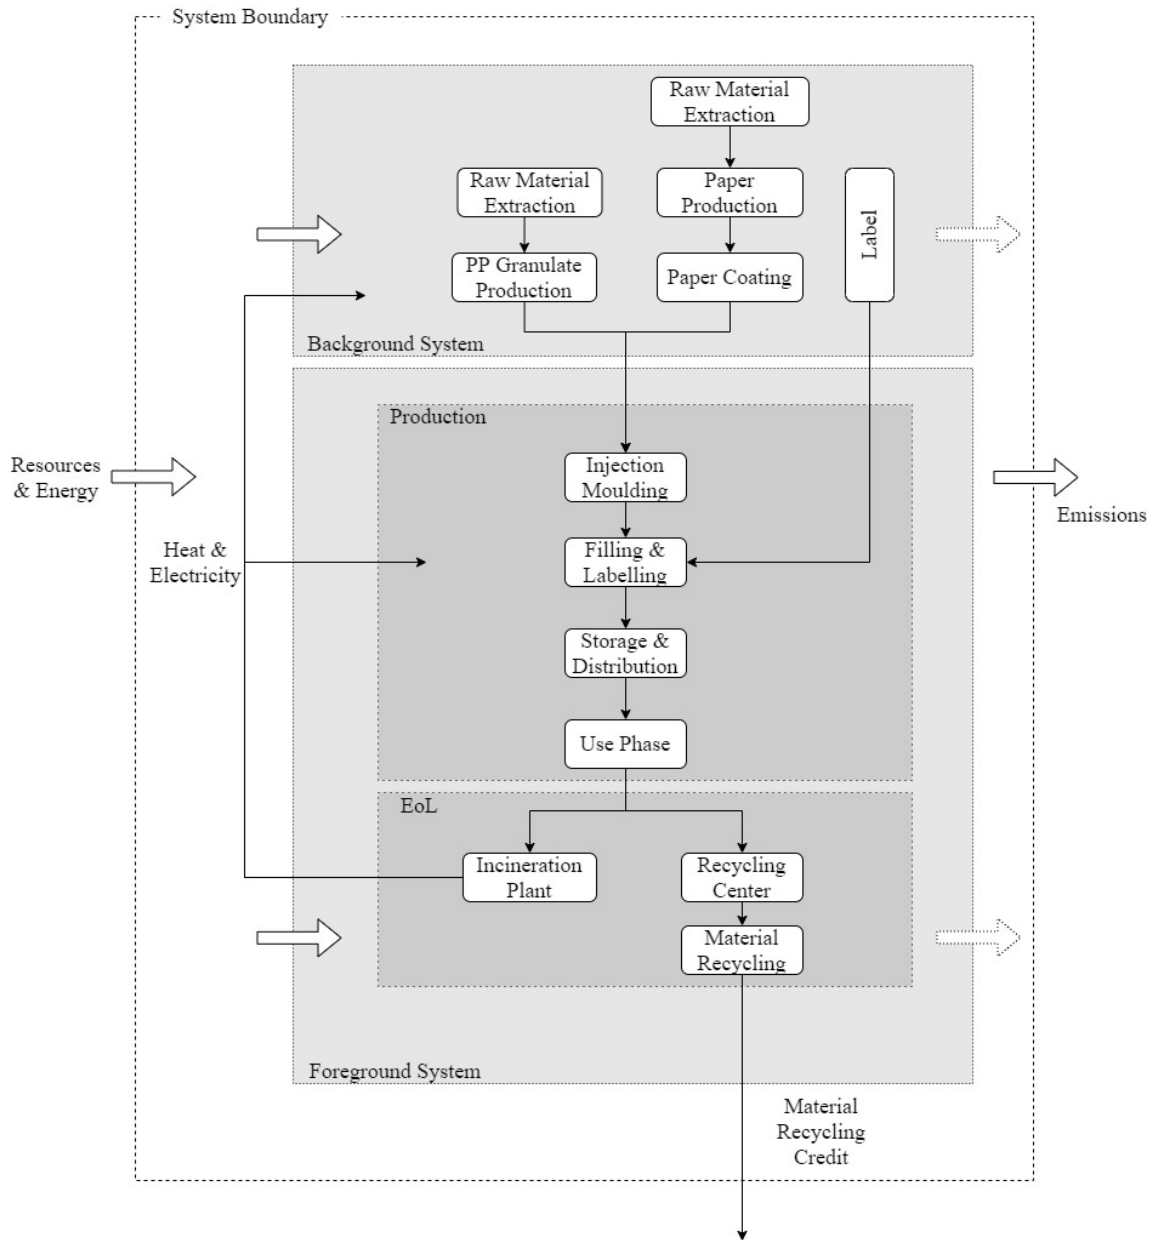 System Boundary
Raw Material
Extraction
Raw Material
Extraction
Paper
Production
Label
PP Granulate
Production
Paper Coating
Background System
Production
Resources
& Energy
Injection
Moulding
Emissions
Heat &
Electricity
Filling &
Labelling
Storage &
Distribution
Use Phase
EoL
Incineration
Plant
Recycling
Center
Material
Recycling
Foreground System
Material
Recycling
Credit